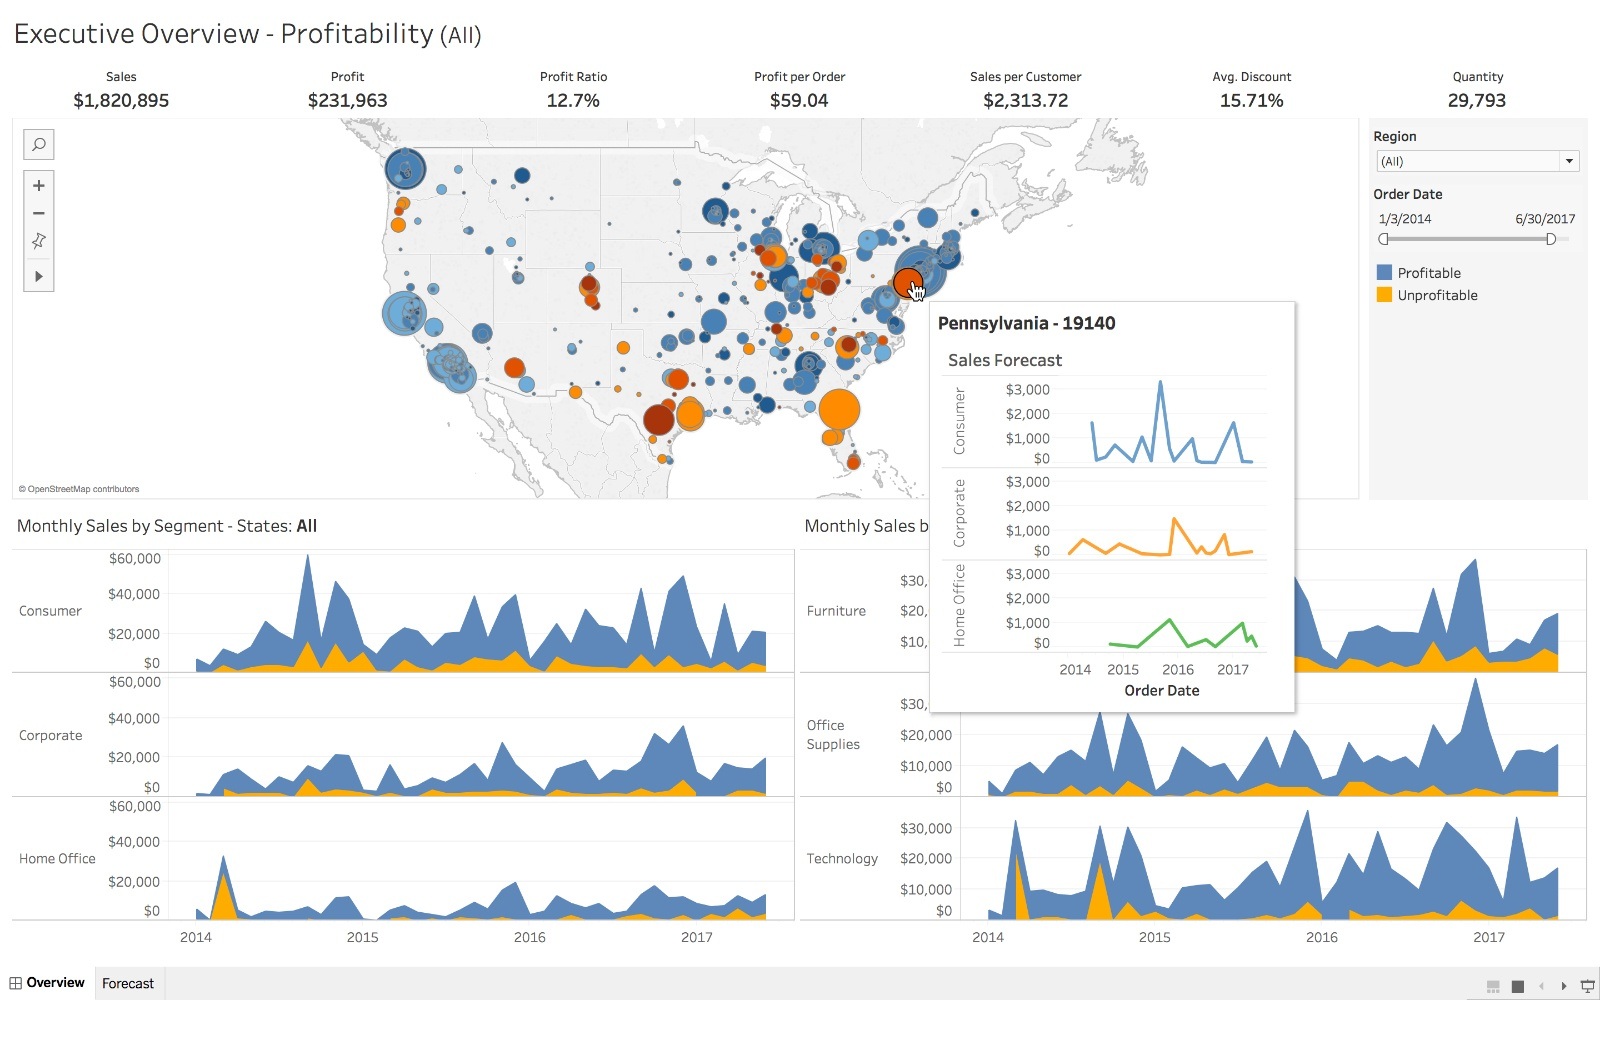 Executive Overview - Profitability (All)
Sales
Profit
Profit Ratio
Profit per Order
Sales per Customer
Avg. Discount
Quantity
$1,820,895
$231,963
12.7%
$59.04
$2,313.72
15.71%
29,793
Region
(All)
Order Date
1/3/2014
6/30/2017
Profitable
Unprofitable
© OpenStreetMap contributors
Pennsylvania - 19140
Sales Forecast
Consumer
$3,000
$2,000
$1,000
$0
Corporate
$3,000
$2,000
$1,000
$0
Home Office
$3,000
$2,000
$1,000
$0
2014
2015
2016
2017
Order Date
Monthly Sales by Segment - States: All
Consumer
$60,000
$40,000
$20,000
$0
Corporate
$60,000
$40,000
$20,000
$0
Home Office
$60,000
$40,000
$20,000
$0
2014
2015
2016
2017
Monthly Sales b
Furniture
$30,
$20,
$10,
Office
Supplies
$30,
$20,000
$10,000
$0
Technology
$30,000
$20,000
$10,000
$0
2014
2015
2016
2017
Overview
Forecast